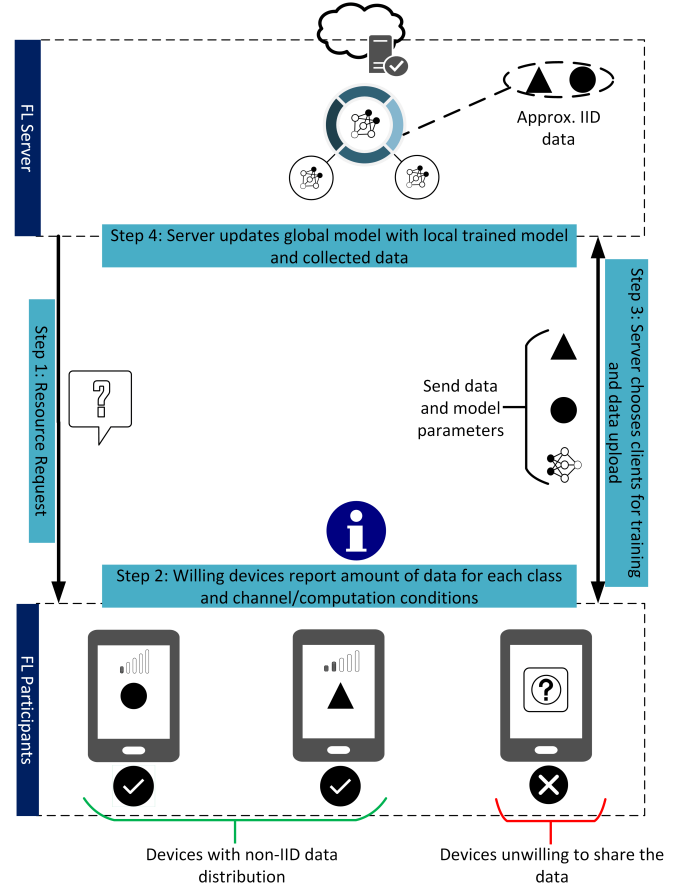 FL Server
Approx. IID
data
Step 4: Server updates global model with local trained model
and collected data
Step 1: Resource Request
?
Send data
and model
parameters
Step 3: Server chooses clients for training
and data upload
i
Step 2: Willing devices report amount of data for each class
and channel/computation conditions
FL Participants
?
Devices with non-IID data
distribution
Devices unwilling to share the
data